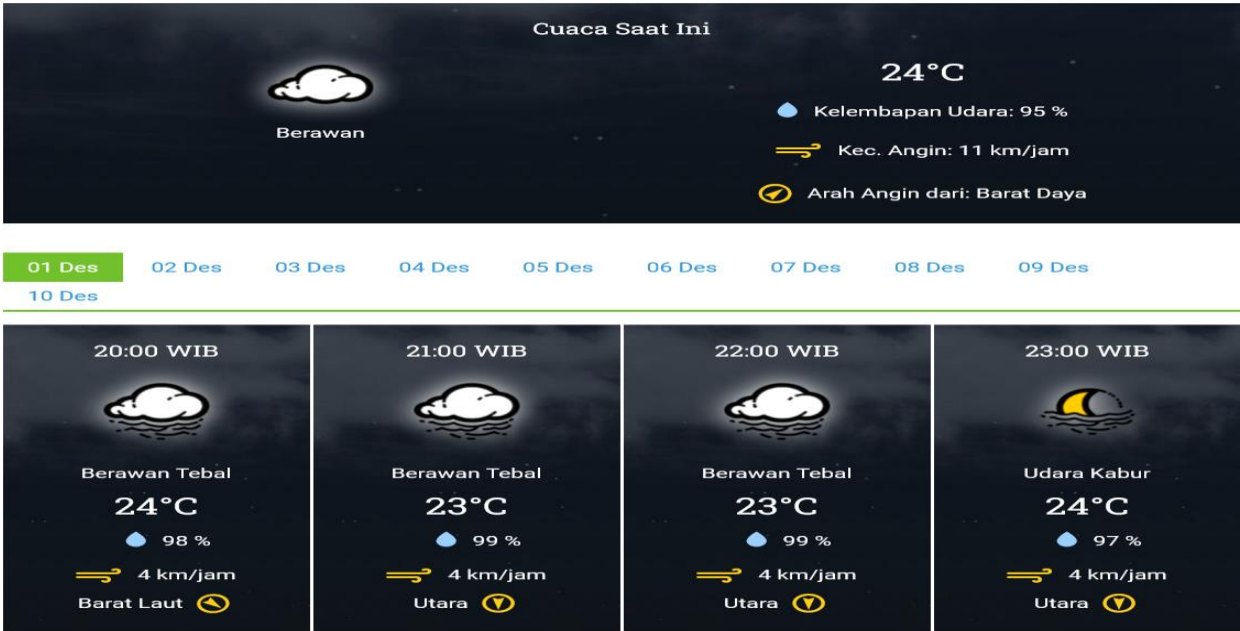 Cuaca Saat Ini
Berawan
24°C
Kelembapan Udara: 95 %
Kec. Angin: 11 km/jam
Arah Angin dari: Barat Daya
01 Des 02 Des 03 Des 04 Des 05 Des 06 Des 07 Des 08 Des 09 Des
10 Des
20:00 WIB
Berawan Tebal
24°C
98 %
4 km/jam
Barat Laut
21:00 WIB
Berawan Tebal
23°C
99 %
4 km/jam
Utara
22:00 WIB
Berawan Tebal
23°C
99 %
4 km/jam
Utara
23:00 WIB
Udara Kabur
24°C
97 %
4 km/jam
Utara